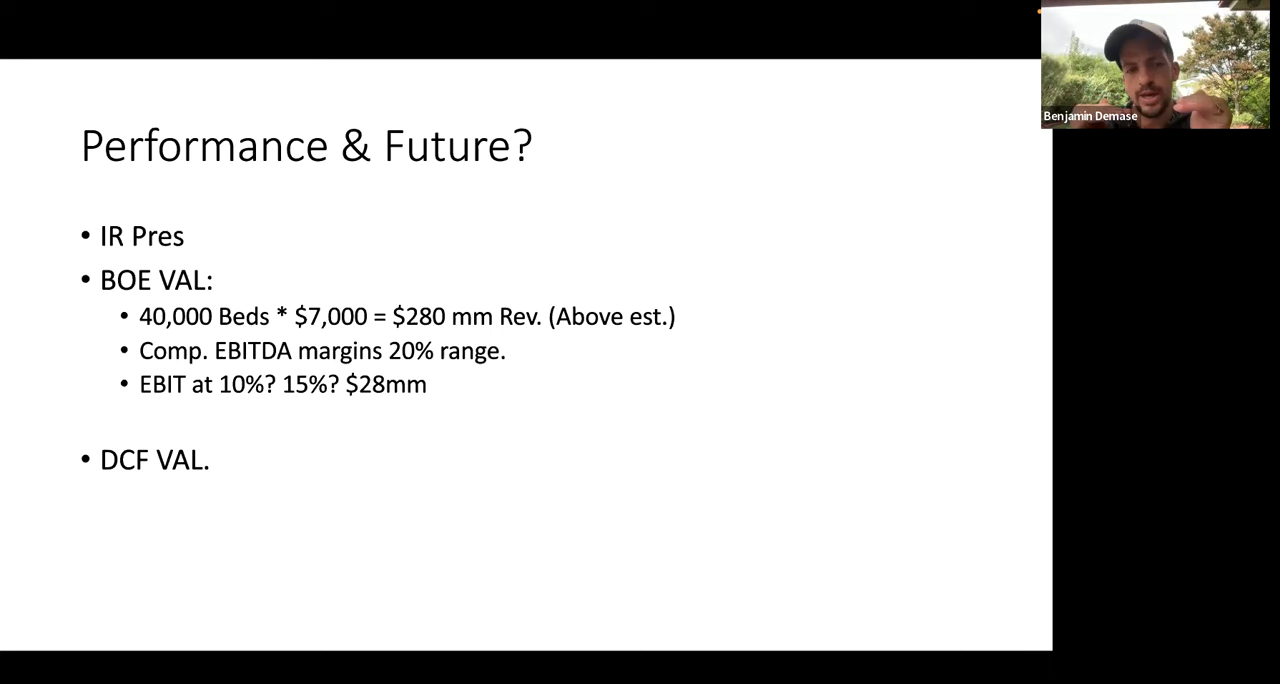 Performance & Future?
• IR Pres
• BOE VAL:
• 40,000 Beds * $7,000 = $280 mm Rev. (Above est.)
• Comp. EBITDA margins 20% range.
• EBIT at 10%? 15%? $28mm
• DCF VAL.
Benjamin Demase